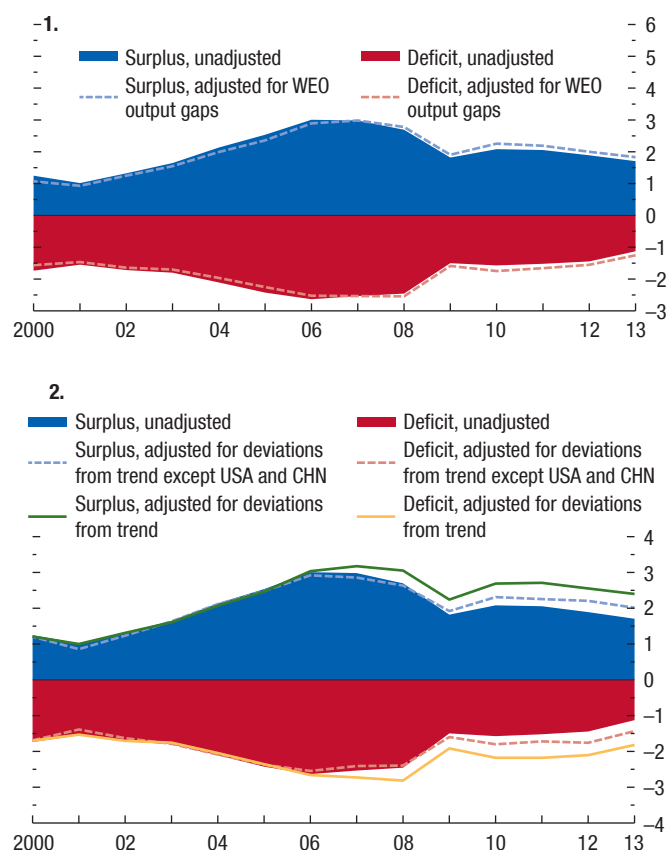 1.
Surplus, unadjusted
Deficit, unadjusted
Surplus, adjusted for WEO
output gaps
Deficit, adjusted for WEO
output gaps
6
5
4
3
2
1
0
–1
–2
–3
2000 02 04 06 08 10 12 13
2.
Surplus, unadjusted
Deficit, unadjusted
Surplus, adjusted for deviations
from trend except USA and CHN
Deficit, adjusted for deviations
from trend except USA and CHN
Surplus, adjusted for deviations
from trend
Deficit, adjusted for deviations
from trend
4
3
2
1
0
–1
–2
–3
–4
2000 02 04 06 08 10 12 13